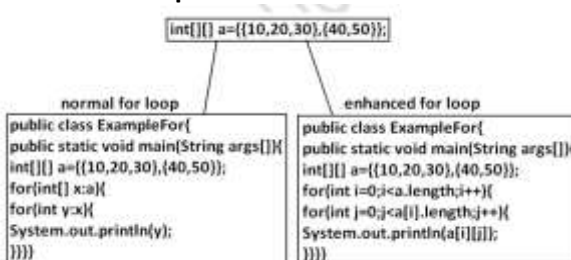 int[][] a={{10,20,30},{40,50}};
normal for loop
public class ExampleFor{
public static void main(String args[]){
int[][] a={{10,20,30},{40,50}};
for(int[] x:a){
for(int y:x){
System.out.println(y);
}}}}
enhanced for loop
public class ExampleFor{
public static void main(String args[]){
int[][] a={{10,20,30},{40,50}};
for(int i=0;i<a.length;i++){
for(int j=0;j<a[i].length;j++){
System.out.println(a[i][j]);
}}}}